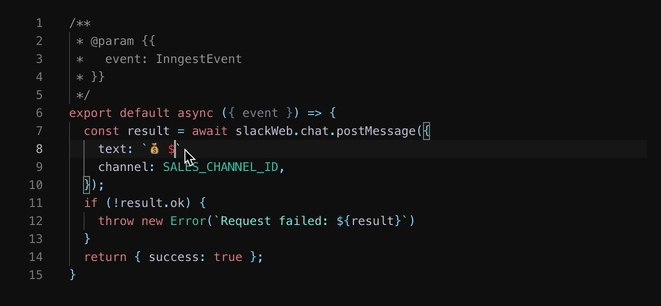 1 /**
2  * @param {{
3  *   event: InngestEvent
4  * }}
5  */
6 export default async ({ event }) => {
7   const result = await slackWeb.chat.postMessage({
8     text: `💰 $`
9     channel: SALES_CHANNEL_ID,
10   });
11   if (!result.ok) {
12     throw new Error(`Request failed: ${result}`)
13   }
14   return { success: true };
15 }